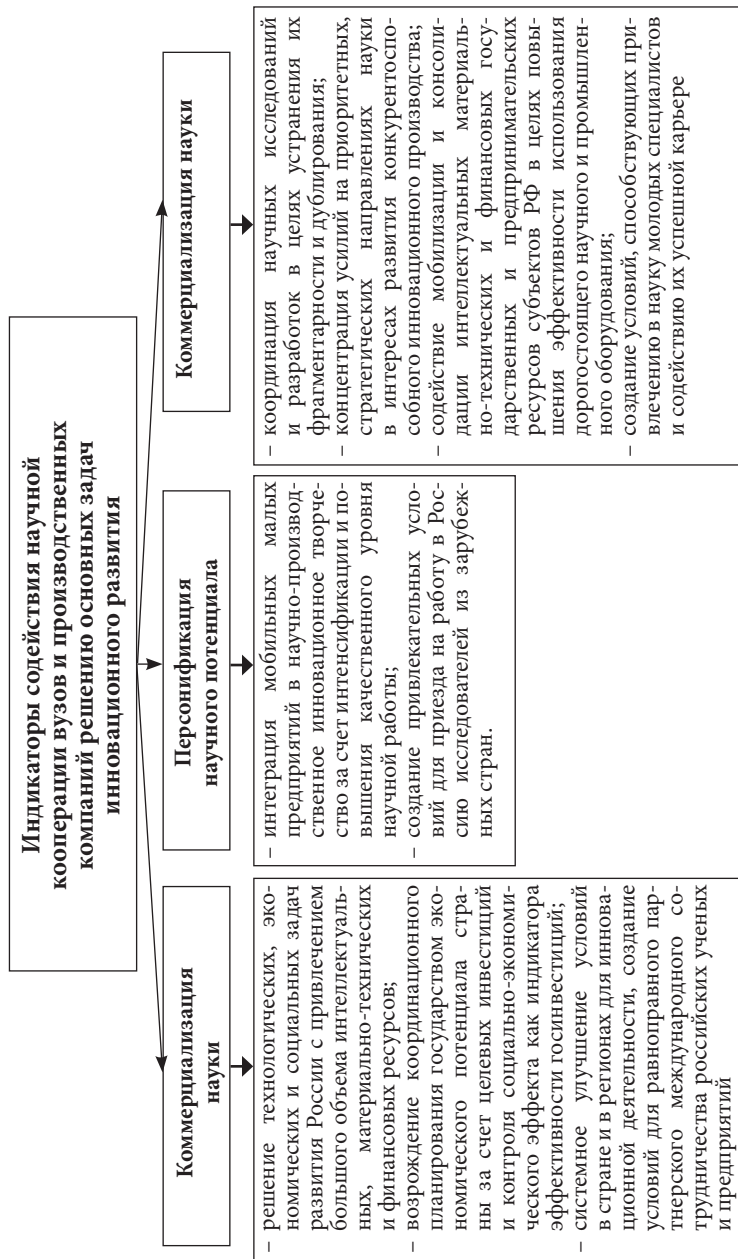 Индикаторы содействия научной
кооперации вузов и производственных
компаний решению основных задач
инновационного развития
Коммерциализация
науки
– решение технологических, эко-
номических и социальных задач
развития России с привлечением
большого объема интеллектуаль-
ных, материально-технических
и финансовых ресурсов;
– возрождение координационного
планирования государством эко-
номического потенциала стра-
ны за счет целевых инвестиций
и контроля социально-экономи-
ческого эффекта как индикатора
эффективности госинвестиций;
– системное улучшение условий
в стране и в регионах для иннова-
ционной деятельности, создание
условий для равноправного пар-
тнерского международного со-
трудничества российских ученых
и предприятий
Персонификация
научного потенциала
– интеграция мобильных малых
предприятий в научно-производ-
ственное инновационное творче-
ство за счет интенсификации и по-
вышения качественного уровня
научной работы;
– создание привлекательных усло-
вий для приезда на работу в Рос-
сию исследователей из зарубеж-
ных стран.
Коммерциализация науки
– координация научных исследований
и разработок в целях устранения их
фрагментарности и дублирования;
– концентрация усилий на приоритетных,
стратегических направлениях науки
в интересах развития конкурентоспо-
собного инновационного производства;
– содействие мобилизации и консоли-
дации интеллектуальных материаль-
но-технических и финансовых госу-
дарственных и предпринимательских
ресурсов субъектов РФ в целях повы-
шения эффективности использования
дорогостоящего научного и промышлен-
ного оборудования;
– создание условий, способствующих при-
влечению в науку молодых специалистов
и содействию их успешной карьере